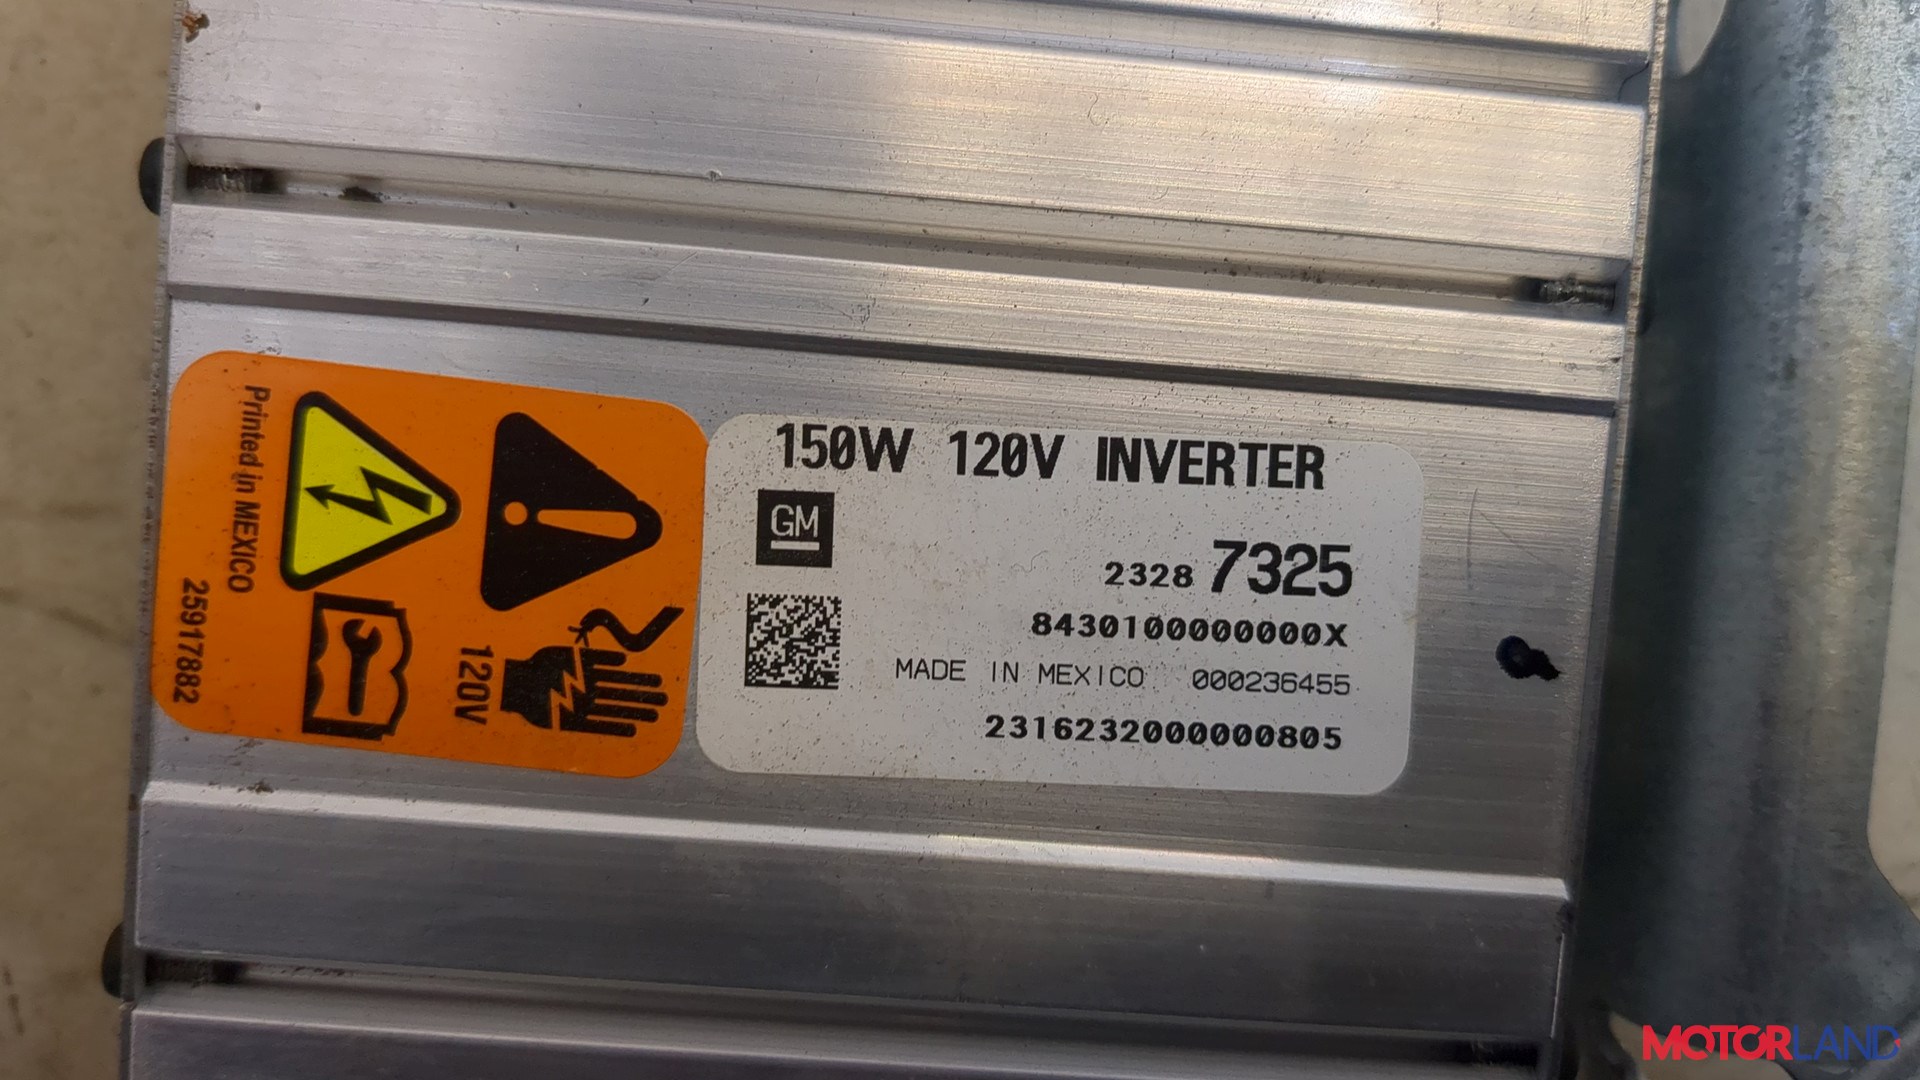 150W 120V INVERTER
GM
2328 7325
8430100000000X
MADE IN MEXICO 000236455
2316232000000805
Printed in MEXICO
25917882
120V
MOTORLAND